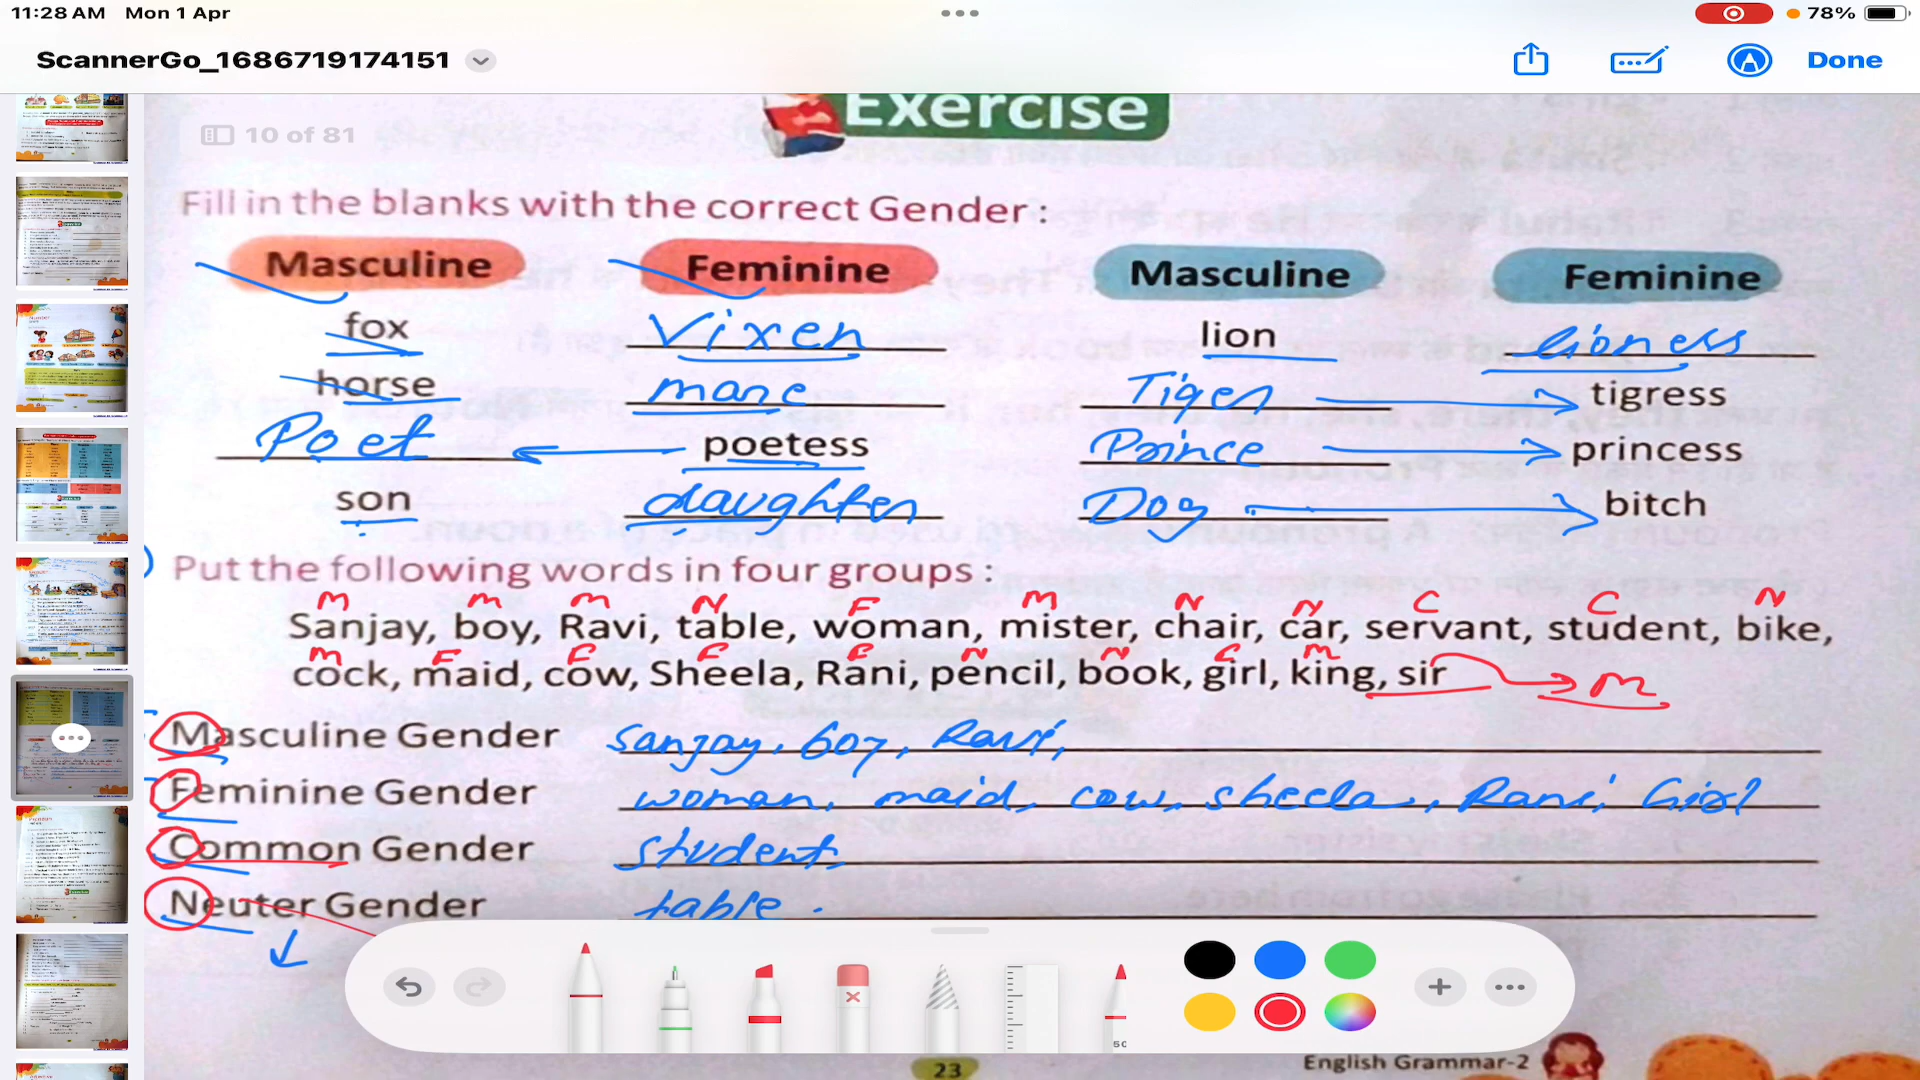 11:28 AM Mon 1 Apr
78%
ScannerGo_1686719174151
Done
Exercise
10 of 81
Fill in the blanks with the correct Gender :
Masculine Feminine Masculine Feminine
fox Vixen lion lioness
horse mare Tiger tigress
Poet poetess Prince princess
son daughter Dog bitch
Put the following words in four groups :
M M M N F M N N C C N
Sanjay, boy, Ravi, table, woman, mister, chair, car, servant, student, bike,
M F F F F N N F M
cock, maid, cow, Sheela, Rani, pencil, book, girl, king, sir M
Masculine Gender Sanjay, boy, Ravi,
Feminine Gender woman, maid, cow, sheela, Rani, Girl
Common Gender student,
Neuter Gender table.
English Grammar-2
23